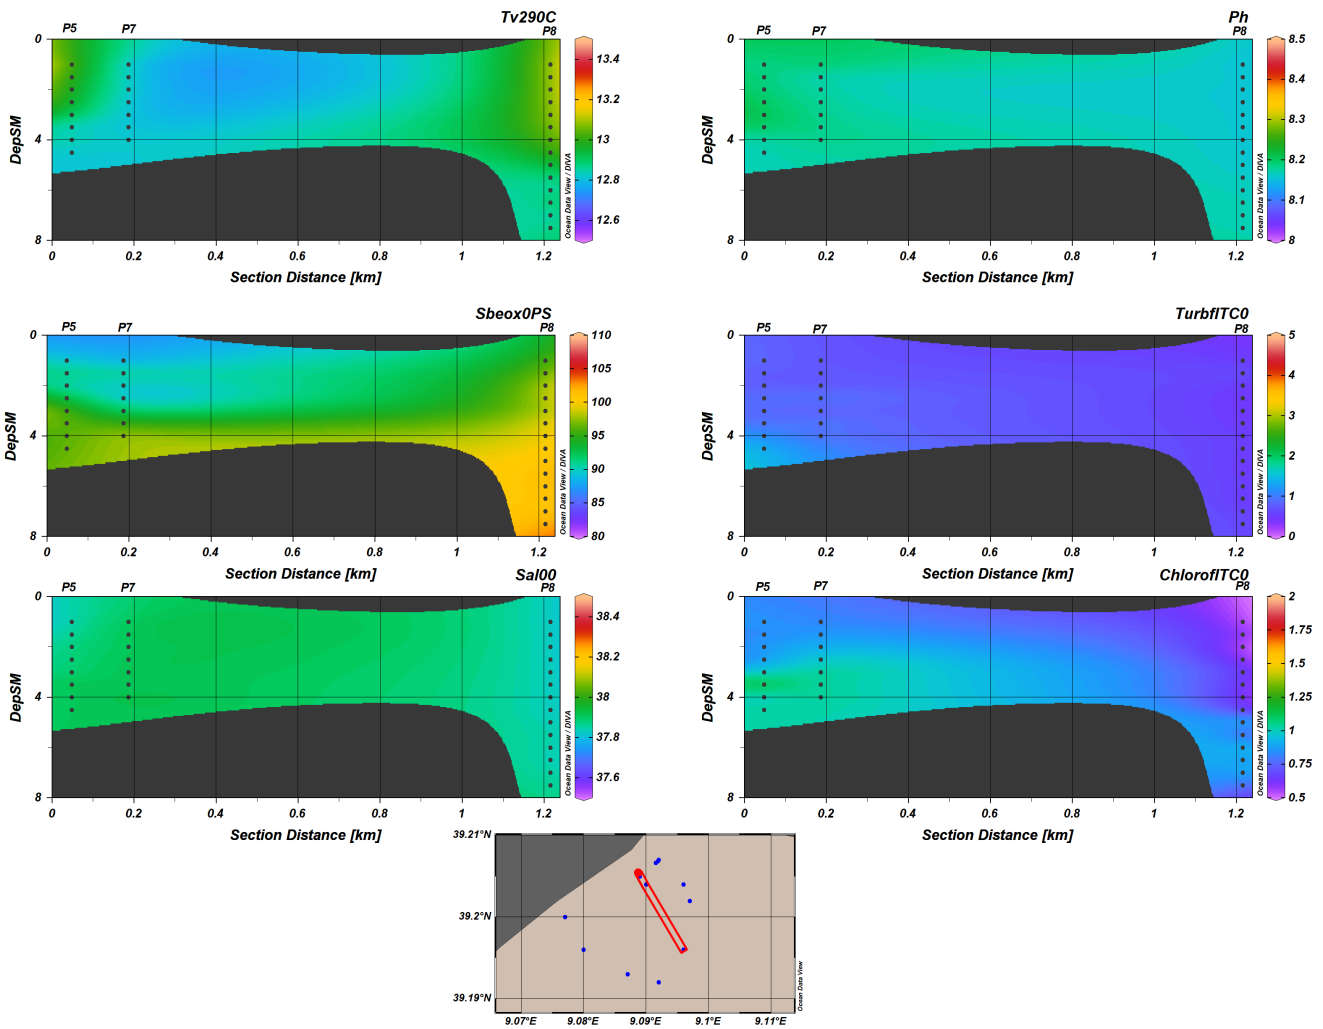 Tv290C
P5 P7 P8
0
4
8
DepSM
0 0.2 0.4 0.6 0.8 1 1.2
Section Distance [km]
13.4
13.2
13
12.8
12.6
Ocean Data View / DIVA
Ph
P5 P7 P8
0
4
8
DepSM
0 0.2 0.4 0.6 0.8 1 1.2
Section Distance [km]
8.5
8.4
8.3
8.2
8.1
8
Ocean Data View / DIVA
Sbeox0PS
P5 P7 P8
0
4
8
DepSM
0 0.2 0.4 0.6 0.8 1 1.2
Section Distance [km]
110
105
100
95
90
85
80
Ocean Data View / DIVA
TurbflTC0
P5 P7 P8
0
4
8
DepSM
0 0.2 0.4 0.6 0.8 1 1.2
Section Distance [km]
5
4
3
2
1
0
Ocean Data View / DIVA
Sal00
P5 P7 P8
0
4
8
DepSM
0 0.2 0.4 0.6 0.8 1 1.2
Section Distance [km]
38.4
38.2
38
37.8
37.6
Ocean Data View / DIVA
ChloroflTC0
P5 P7 P8
0
4
8
DepSM
0 0.2 0.4 0.6 0.8 1 1.2
Section Distance [km]
2
1.75
1.5
1.25
1
0.75
0.5
Ocean Data View / DIVA
39.21°N
39.2°N
39.19°N
9.07°E 9.08°E 9.09°E 9.1°E 9.11°E
Ocean Data View